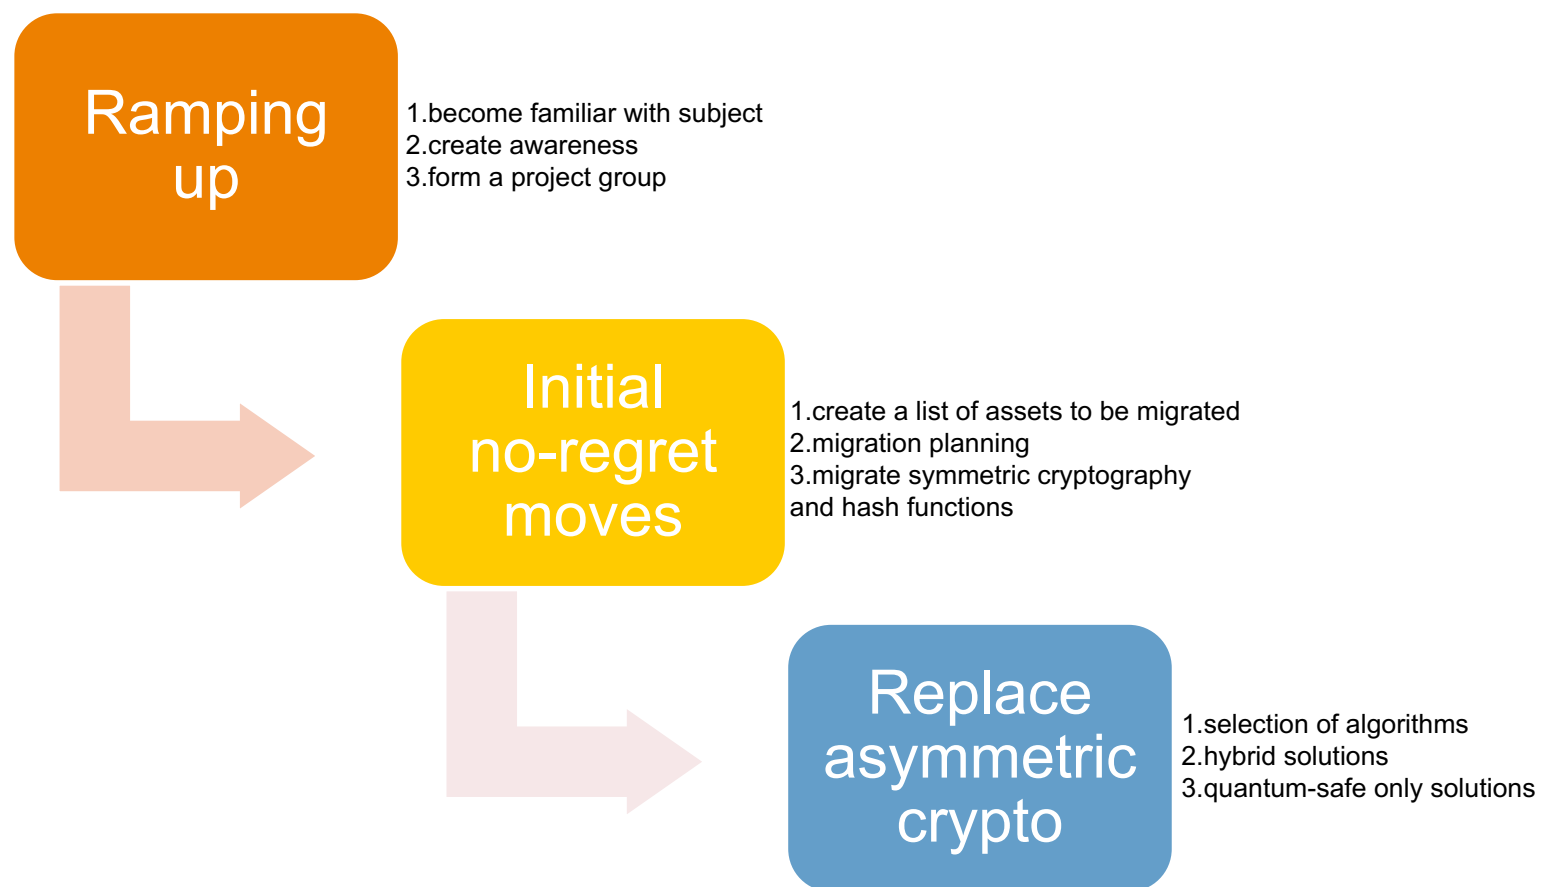 Ramping
up
1.become familiar with subject
2.create awareness
3.form a project group
Initial
no-regret
moves
1.create a list of assets to be migrated
2.migration planning
3.migrate symmetric cryptography
and hash functions
Replace
asymmetric
crypto
1.selection of algorithms
2.hybrid solutions
3.quantum-safe only solutions